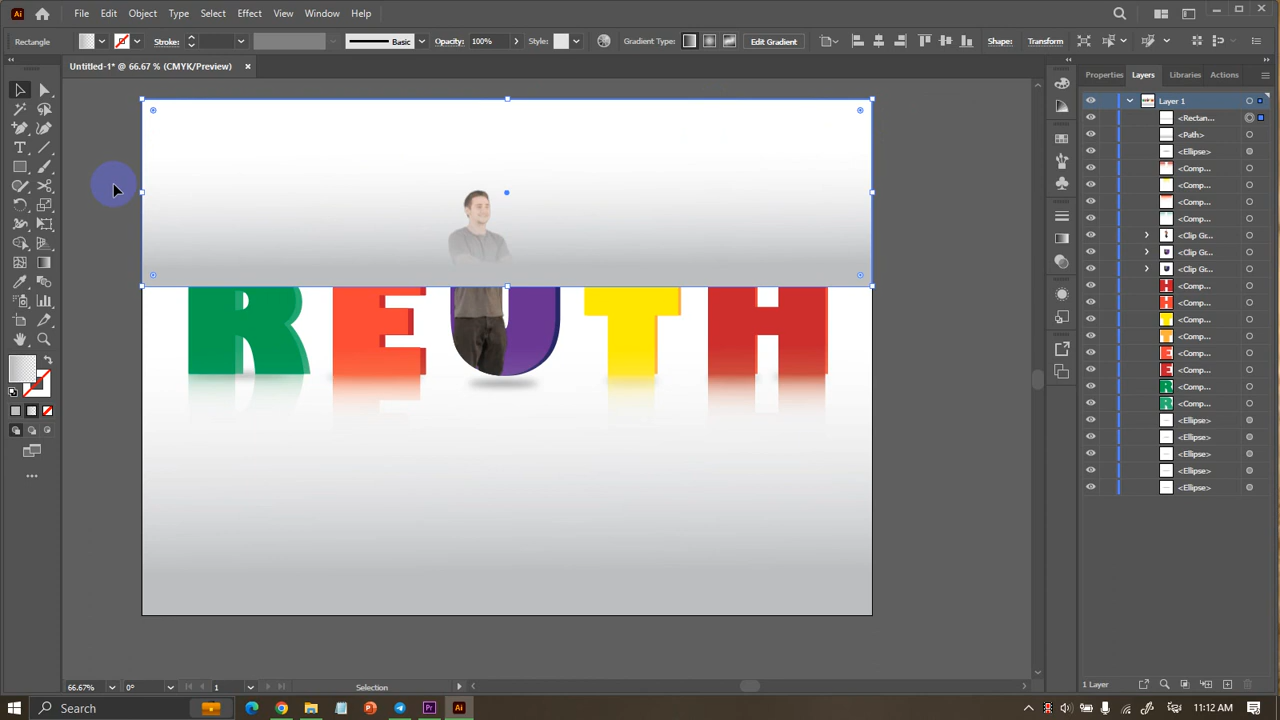 Ai File Edit Object Type Select Effect View Window Help
Rectangle Stroke: Basic Opacity: 100% Style: Gradient Type: Edit Gradient Shape: Transform
Untitled-1* @ 66.67 % (CMYK/Preview) ×
Properties Layers Libraries Actions
Layer 1
<Rectan...
<Path>
<Ellipse>
<Comp...
<Comp...
<Comp...
<Comp...
<Clip Gr...
<Clip Gr...
<Clip Gr...
<Comp...
<Comp...
<Comp...
<Comp...
<Comp...
<Comp...
<Comp...
<Comp...
<Ellipse>
<Ellipse>
<Ellipse>
<Ellipse>
<Ellipse>
REUTH
66.67% 0° 1 Selection
1 Layer
Search Pr Ai 11:12 AM